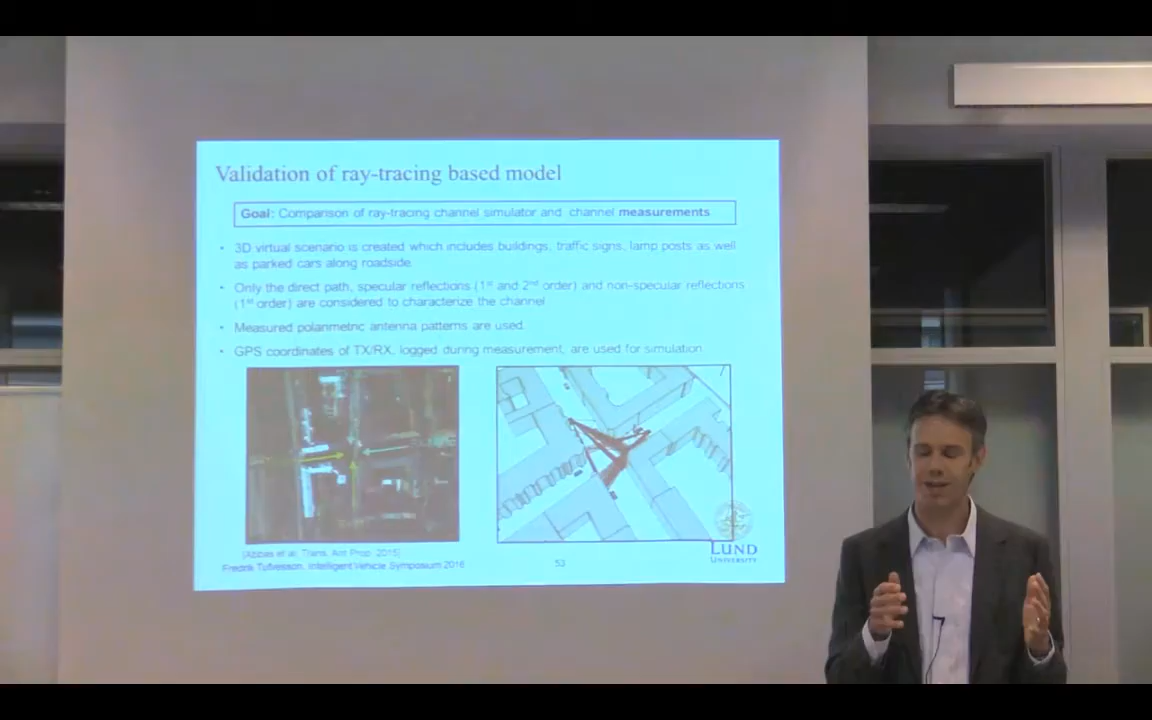 Validation of ray-tracing based model
Goal: Comparison of ray-tracing channel simulator and channel measurements
• 3D virtual scenario is created which includes buildings, traffic signs, lamp posts as well
as parked cars along roadside.
• Only the direct path, specular reflections (1st and 2nd order) and non-specular reflections
(1st order) are considered to characterize the channel
• Measured polarimetric antenna patterns are used.
• GPS coordinates of TX/RX, logged during measurement, are used for simulation.
[Abbas et al, Trans. Ant Prop. 2015]
Fredrik Tufvesson, Intelligent Vehicle Symposium 2016
53
LUND
UNIVERSITY